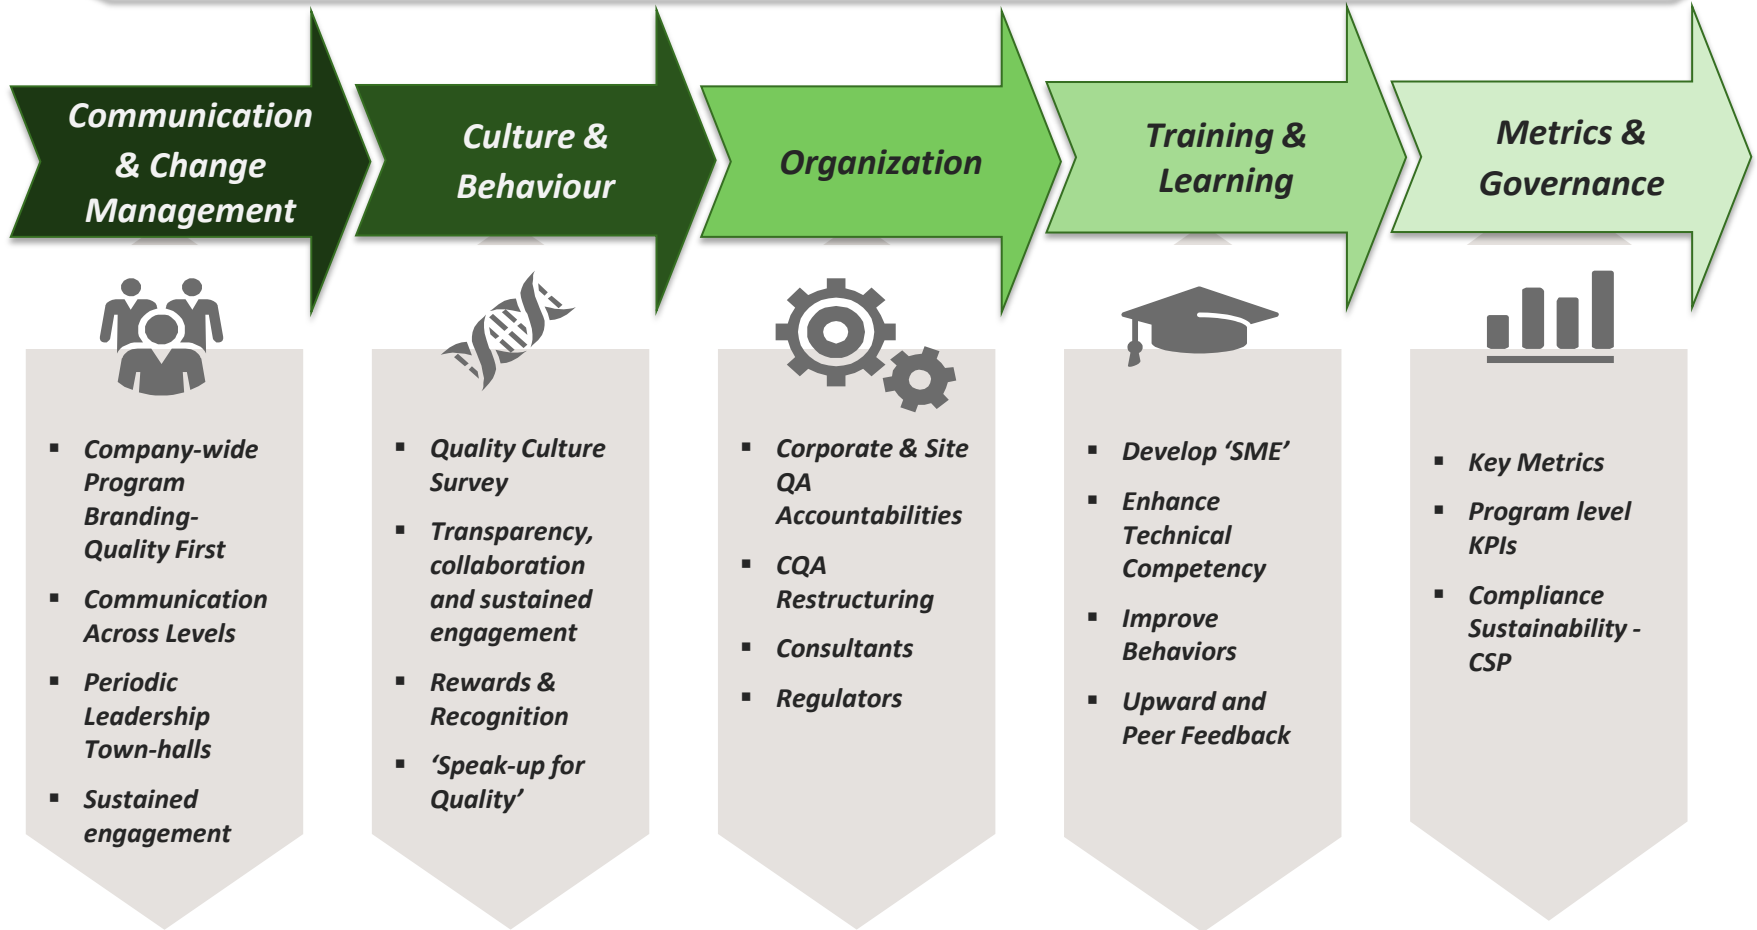 Communication
& Change
Management
Culture &
Behaviour
Organization
Training &
Learning
Metrics &
Governance
▪ Company-wide
Program
Branding-
Quality First
▪ Communication
Across Levels
▪ Periodic
Leadership
Town-halls
▪ Sustained
engagement
▪ Quality Culture
Survey
▪ Transparency,
collaboration
and sustained
engagement
▪ Rewards &
Recognition
▪ ‘Speak-up for
Quality’
▪ Corporate & Site
QA
Accountabilities
▪ CQA
Restructuring
▪ Consultants
▪ Regulators
▪ Develop ‘SME’
▪ Enhance
Technical
Competency
▪ Improve
Behaviors
▪ Upward and
Peer Feedback
▪ Key Metrics
▪ Program level
KPIs
▪ Compliance
Sustainability -
CSP